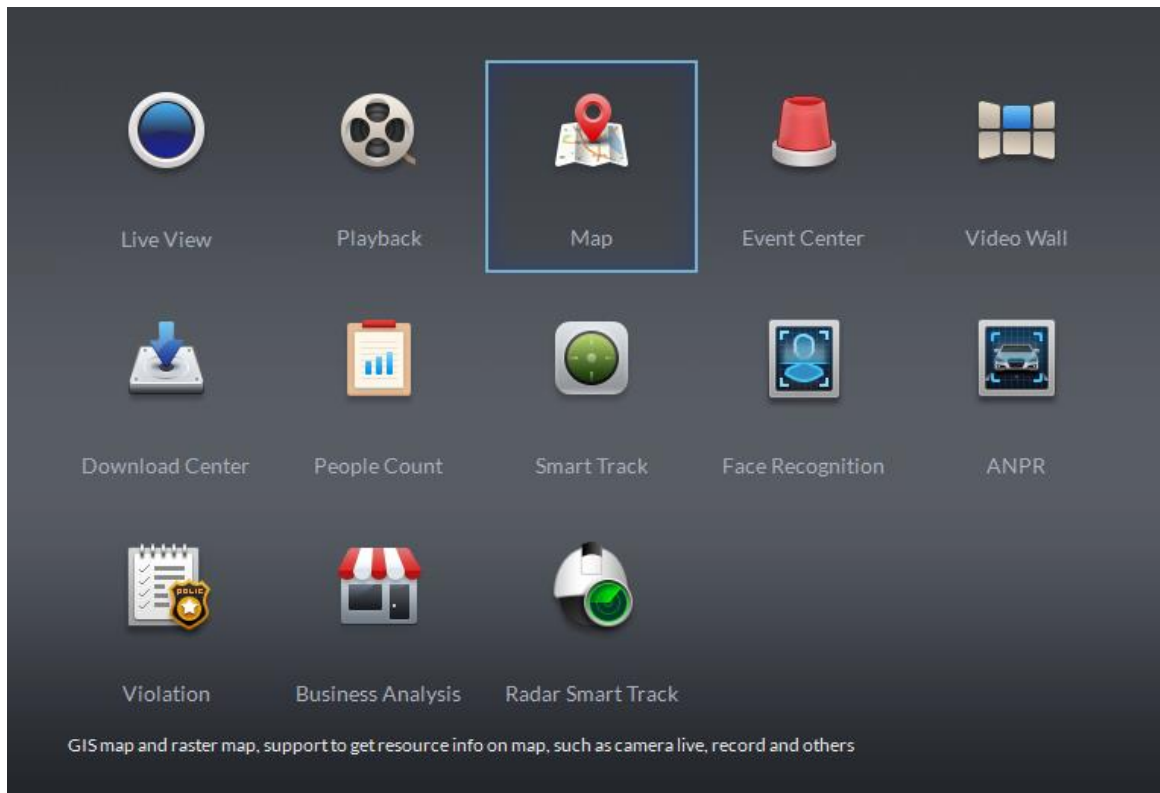 Live View Playback Map Event Center Video Wall
Download Center People Count Smart Track Face Recognition ANPR
POLIC
Violation Business Analysis Radar Smart Track
GIS map and raster map, support to get resource info on map, such as camera live, record and others